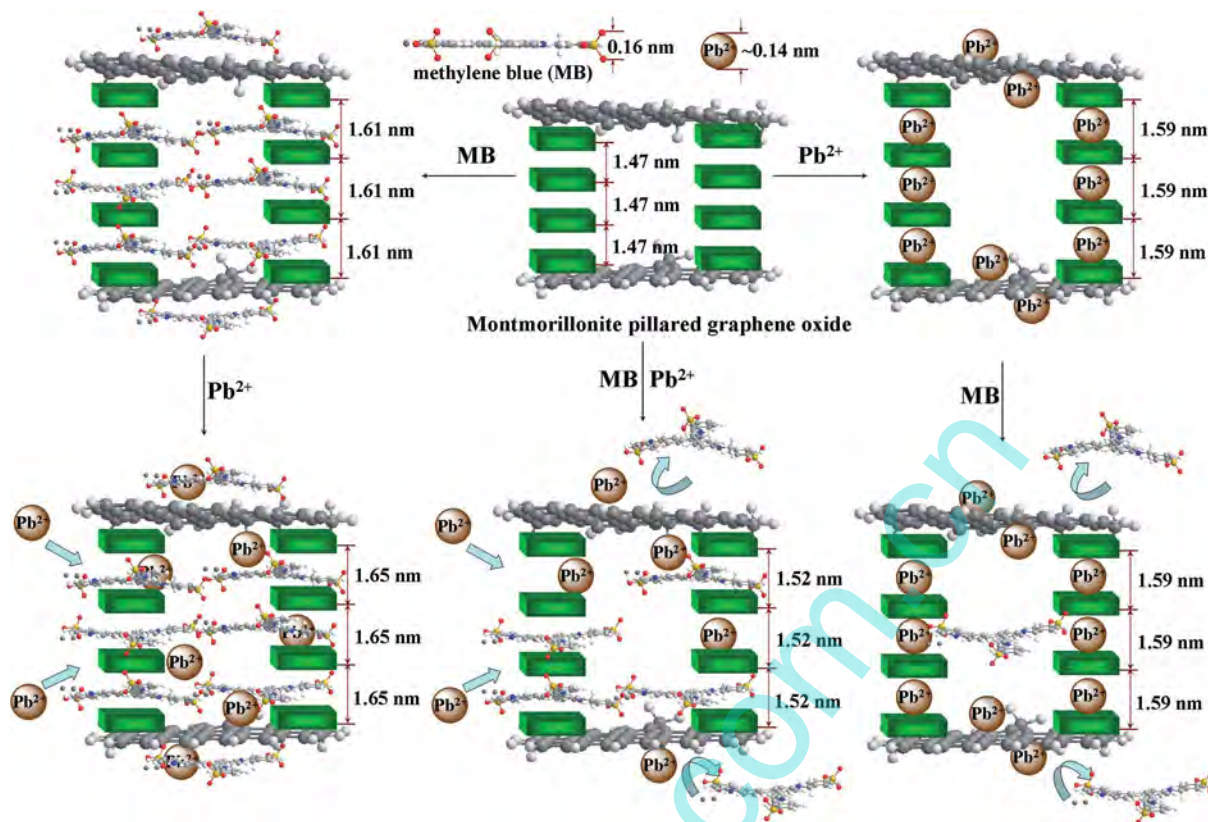 0.16 nm
methylene blue (MB)
Pb²⁺
~0.14 nm
1.61 nm
1.61 nm
1.61 nm
MB
1.47 nm
1.47 nm
1.47 nm
Pb²⁺
Pb²⁺
Pb²⁺
Pb²⁺
Pb²⁺
Pb²⁺
Pb²⁺
Pb²⁺
Pb²⁺
Pb²⁺
Pb²⁺
1.59 nm
1.59 nm
1.59 nm
Montmorillonite pillared graphene oxide
Pb²⁺
MB Pb²⁺
MB
Pb²⁺
Pb²⁺
Pb²⁺
Pb²⁺
Pb²⁺
Pb²⁺
Pb²⁺
Pb²⁺
Pb²⁺
1.65 nm
1.65 nm
1.65 nm
Pb²⁺
Pb²⁺
Pb²⁺
Pb²⁺
Pb²⁺
Pb²⁺
Pb²⁺
1.52 nm
1.52 nm
1.52 nm
Pb²⁺
Pb²⁺
Pb²⁺
Pb²⁺
Pb²⁺
Pb²⁺
Pb²⁺
Pb²⁺
Pb²⁺
Pb²⁺
1.59 nm
1.59 nm
1.59 nm
com.cn